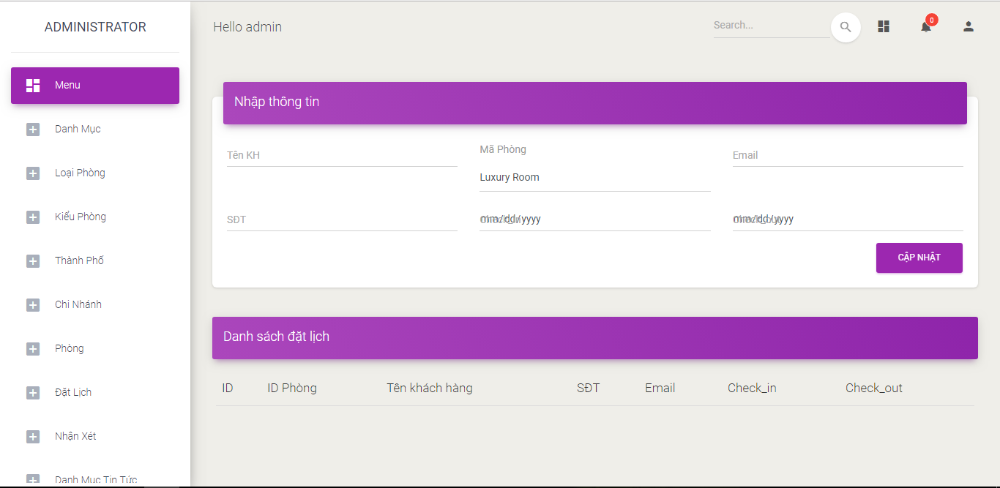 ADMINISTRATOR
Menu
Danh Mục
Loại Phòng
Kiểu Phòng
Thành Phố
Chi Nhánh
Phòng
Đặt Lịch
Nhận Xét
Danh Mục Tin Tức
Hello admin
Search...
0
Nhập thông tin
Tên KH
Mã Phòng
Luxury Room
Email
SĐT
Check_in
mm/dd/yyyy
Check_out
mm/dd/yyyy
CẬP NHẬT
Danh sách đặt lịch
ID ID Phòng Tên khách hàng SĐT Email Check_in Check_out